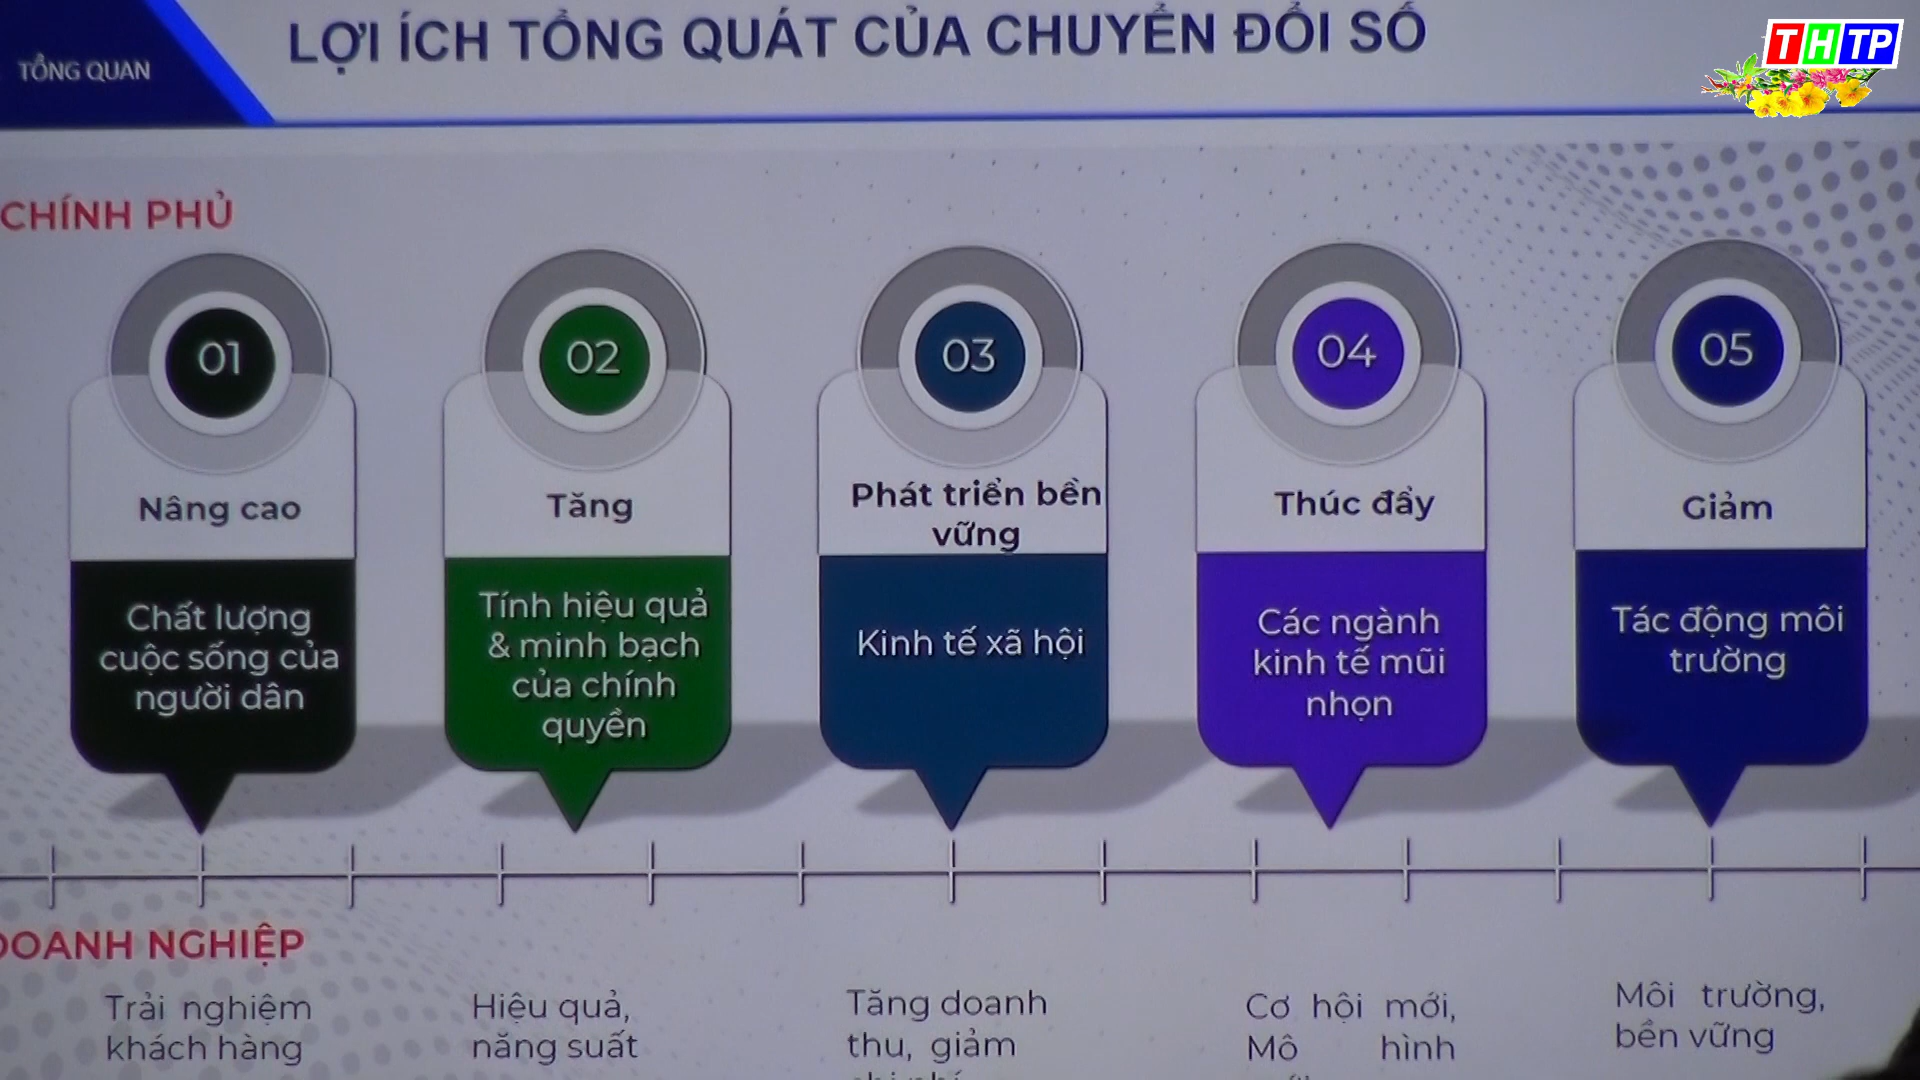 LỢI ÍCH TỔNG QUÁT CỦA CHUYỂN ĐỔI SỐ
TỔNG QUAN
THTP
CHÍNH PHỦ
01
Nâng cao
Chất lượng
cuộc sống của
người dân
02
Tăng
Tính hiệu quả
& minh bạch
của chính
quyền
03
Phát triển bền
vững
Kinh tế xã hội
04
Thúc đẩy
Các ngành
kinh tế mũi
nhọn
05
Giảm
Tác động môi
trường
DOANH NGHIỆP
Trải nghiệm
khách hàng
Hiệu quả,
năng suất
Tăng doanh
thu, giảm
Cơ hội mới,
Mô hình
Môi trường,
bền vững